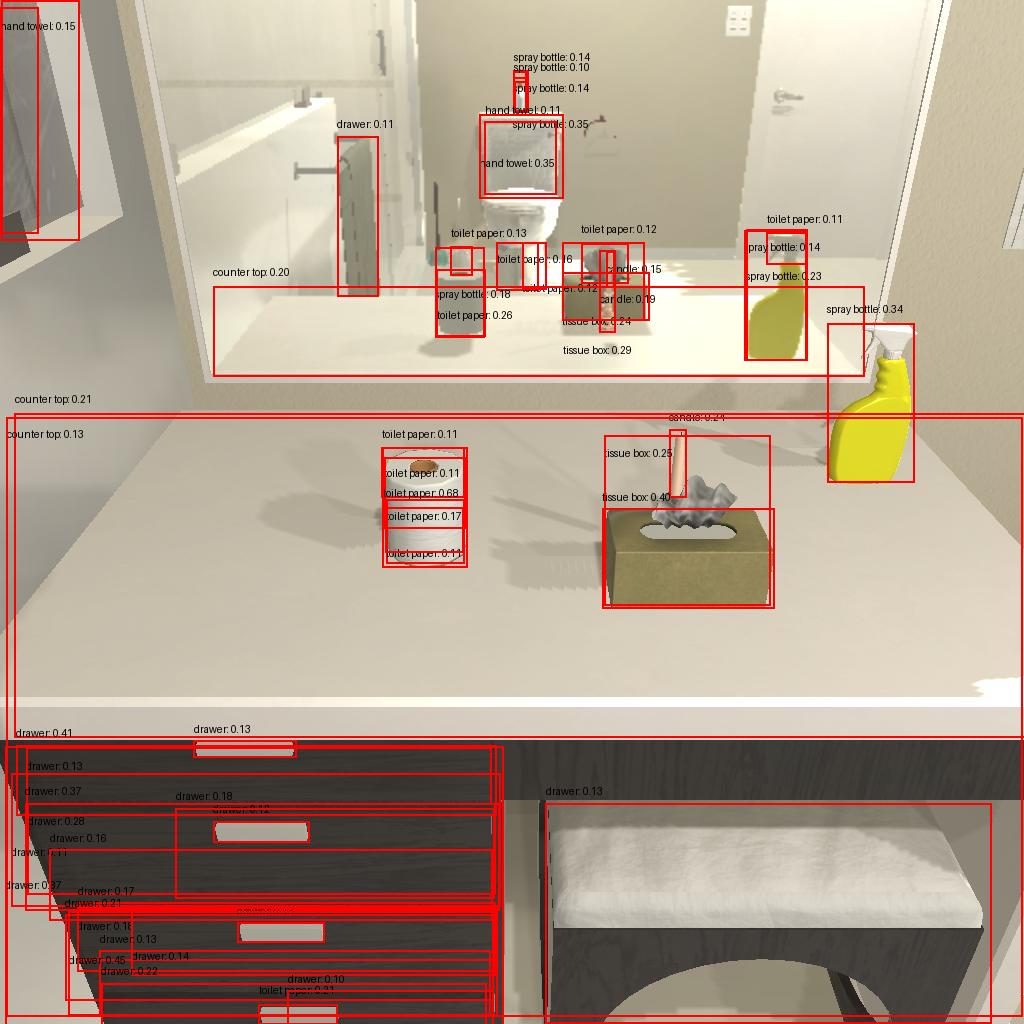 hand towel: 0.15
spray bottle: 0.14
spray bottle: 0.10
spray bottle: 0.14
hand towel: 0.11
drawer: 0.11
spray bottle: 0.35
hand towel: 0.35
toilet paper: 0.11
toilet paper: 0.13
toilet paper: 0.12
spray bottle: 0.14
toilet paper: 0.16
candle: 0.15
counter top: 0.20
spray bottle: 0.23
toilet paper: 0.12
spray bottle: 0.18
candle: 0.19
spray bottle: 0.34
toilet paper: 0.26
tissue box: 0.24
tissue box: 0.29
counter top: 0.21
counter top: 0.13
toilet paper: 0.11
tissue box: 0.25
toilet paper: 0.11
toilet paper: 0.68
tissue box: 0.40
toilet paper: 0.17
toilet paper: 0.11
drawer: 0.41
drawer: 0.13
drawer: 0.13
drawer: 0.37
drawer: 0.18
drawer: 0.13
drawer: 0.12
drawer: 0.28
drawer: 0.16
drawer: 0.11
drawer: 0.37
drawer: 0.17
drawer: 0.21
drawer: 0.18
drawer: 0.13
drawer: 0.14
drawer: 0.45
drawer: 0.22
drawer: 0.10
toilet paper: 0.21